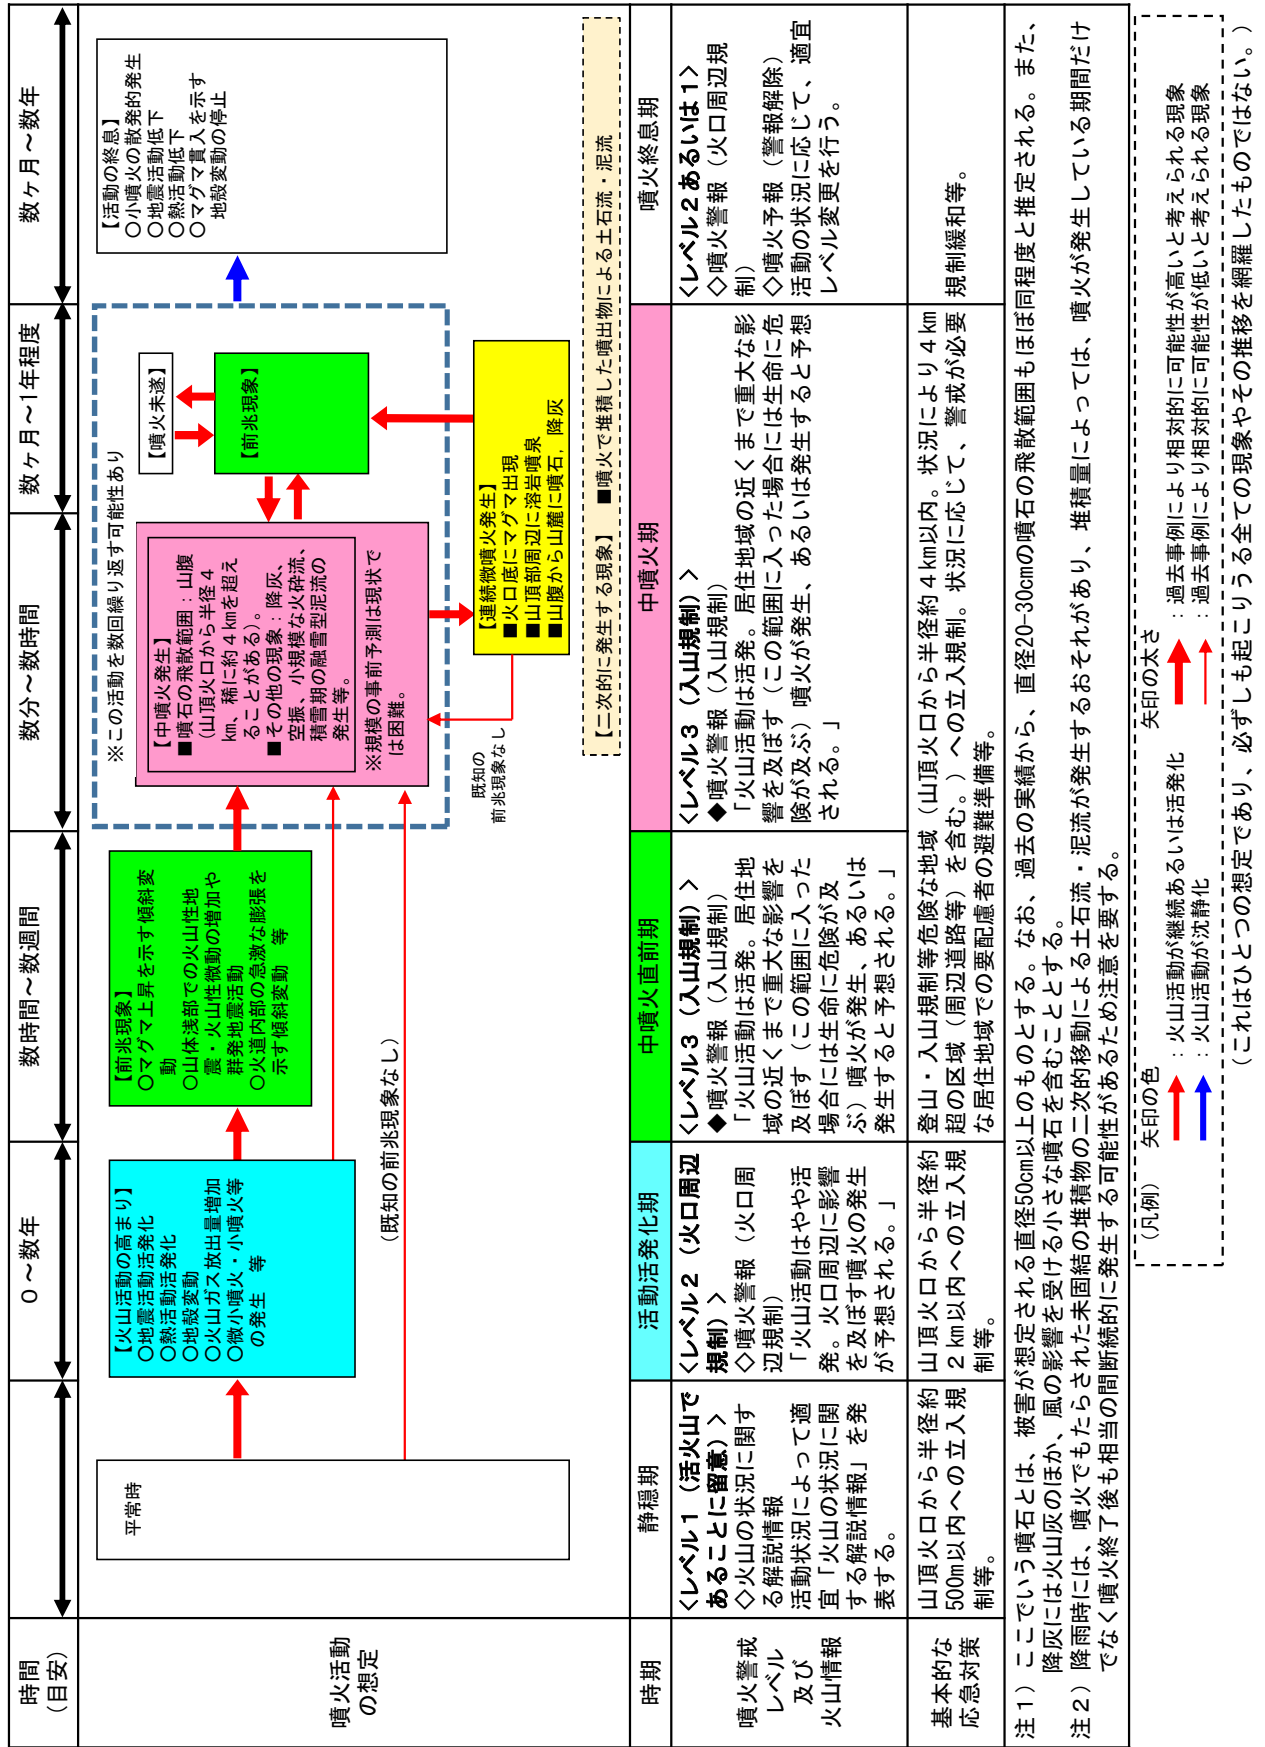 時間
(目安)
０～数年
数時間～数週間
数分～数時間
数ヶ月～1年程度
数ヶ月～数年
噴火活動
の想定
平常時
【火山活動の高まり】
○地震活動活発化
○熱活動活発化
○地殻変動
○火山ガス放出量増加
○微小噴火・小噴火等
の発生　等
【前兆現象】
○マグマ上昇を示す傾斜変
動
○山体浅部での火山性地
震・火山性微動の増加や
群発地震活動
○火道内部の急激な膨張を
示す傾斜変動　等
(既知の前兆現象なし)
※この活動を数回繰り返す可能性あり
【中噴火発生】
■噴石の飛散範囲：山腹
(山頂火口から半径４
km、稀に約４kmを超え
ることがある)。
■その他の現象：降灰、
空振、小規模な火砕流、
積雪期の融雪型泥流の
発生等。
※規模の事前予測は現状で
は困難。
【噴火未遂】
【前兆現象】
既知の
前兆現象なし
【連続微噴火発生】
■火口底にマグマ出現
■山頂部周辺に溶岩噴泉
■山腹から山麓に噴石，降灰
【活動の終息】
○小噴火の散発的発生
○地震活動低下
○熱活動低下
○マグマ貫入を示す
地殻変動の停止
【二次的に発生する現象】　■噴火で堆積した噴出物による土石流・泥流
時期
静穏期
活動活発化期
中噴火直前期
中噴火期
噴火終息期
噴火警戒
レベル
及び
火山情報
＜レベル１（活火山で
あることに留意）＞
◇火山の状況に関す
る解説情報
活動状況によって適
宜「火山の状況に関
する解説情報」を発
表する。
＜レベル２（火口周辺
規制）＞
◇噴火警報（火口周
辺規制）
「火山活動はやや活
発。火口周辺に影響
を及ぼす噴火の発生
が予想される。」
＜レベル３（入山規制）＞
◆噴火警報（入山規制）
「火山活動は活発。居住地
域の近くまで重大な影響を
及ぼす（この範囲に入った
場合には生命に危険が及
ぶ）噴火が発生、あるいは
発生すると予想される。」
＜レベル３（入山規制）＞
◆噴火警報（入山規制）
「火山活動は活発。居住地域の近くまで重大な影
響を及ぼす（この範囲に入った場合には生命に危
険が及ぶ）噴火が発生、あるいは発生すると予想
される。」
＜レベル２あるいは１＞
◇噴火警報（火口周辺規
制）
◇噴火予報（警報解除）
活動の状況に応じて、適宜
レベル変更を行う。
基本的な
応急対策
山頂火口から半径約
500m以内への立入規
制等。
山頂火口から半径約
２km以内への立入規
制等。
登山・入山規制等危険な地域（山頂火口から半径約４km以内。状況により４km
超の区域（周辺道路等）を含む。）への立入規制。状況に応じて、警戒が必要
な居住地域での要配慮者の避難準備等。
規制緩和等。
注１）ここでいう噴石とは、被害が想定される直径50cm以上のものとする。なお、過去の実績から、直径20-30cmの噴石の飛散範囲もほぼ同程度と推定される。また、
降灰には火山灰のほか、風の影響を受ける小さな噴石を含むこととする。
注２）降雨時には、噴火でもたらされた未固結の堆積物の二次的移動による土石流・泥流が発生するおそれがあり、堆積量によっては、噴火が発生している期間だけ
でなく噴火終了後も相当の間断続的に発生する可能性があるため注意を要する。
(凡例)
矢印の色
：火山活動が継続あるいは活発化
：火山活動が沈静化
矢印の太さ
：過去事例により相対的に可能性が高いと考えられる現象
：過去事例により相対的に可能性が低いと考えられる現象
(これはひとつの想定であり、必ずしも起こりうる全ての現象やその推移を網羅したものではない。)